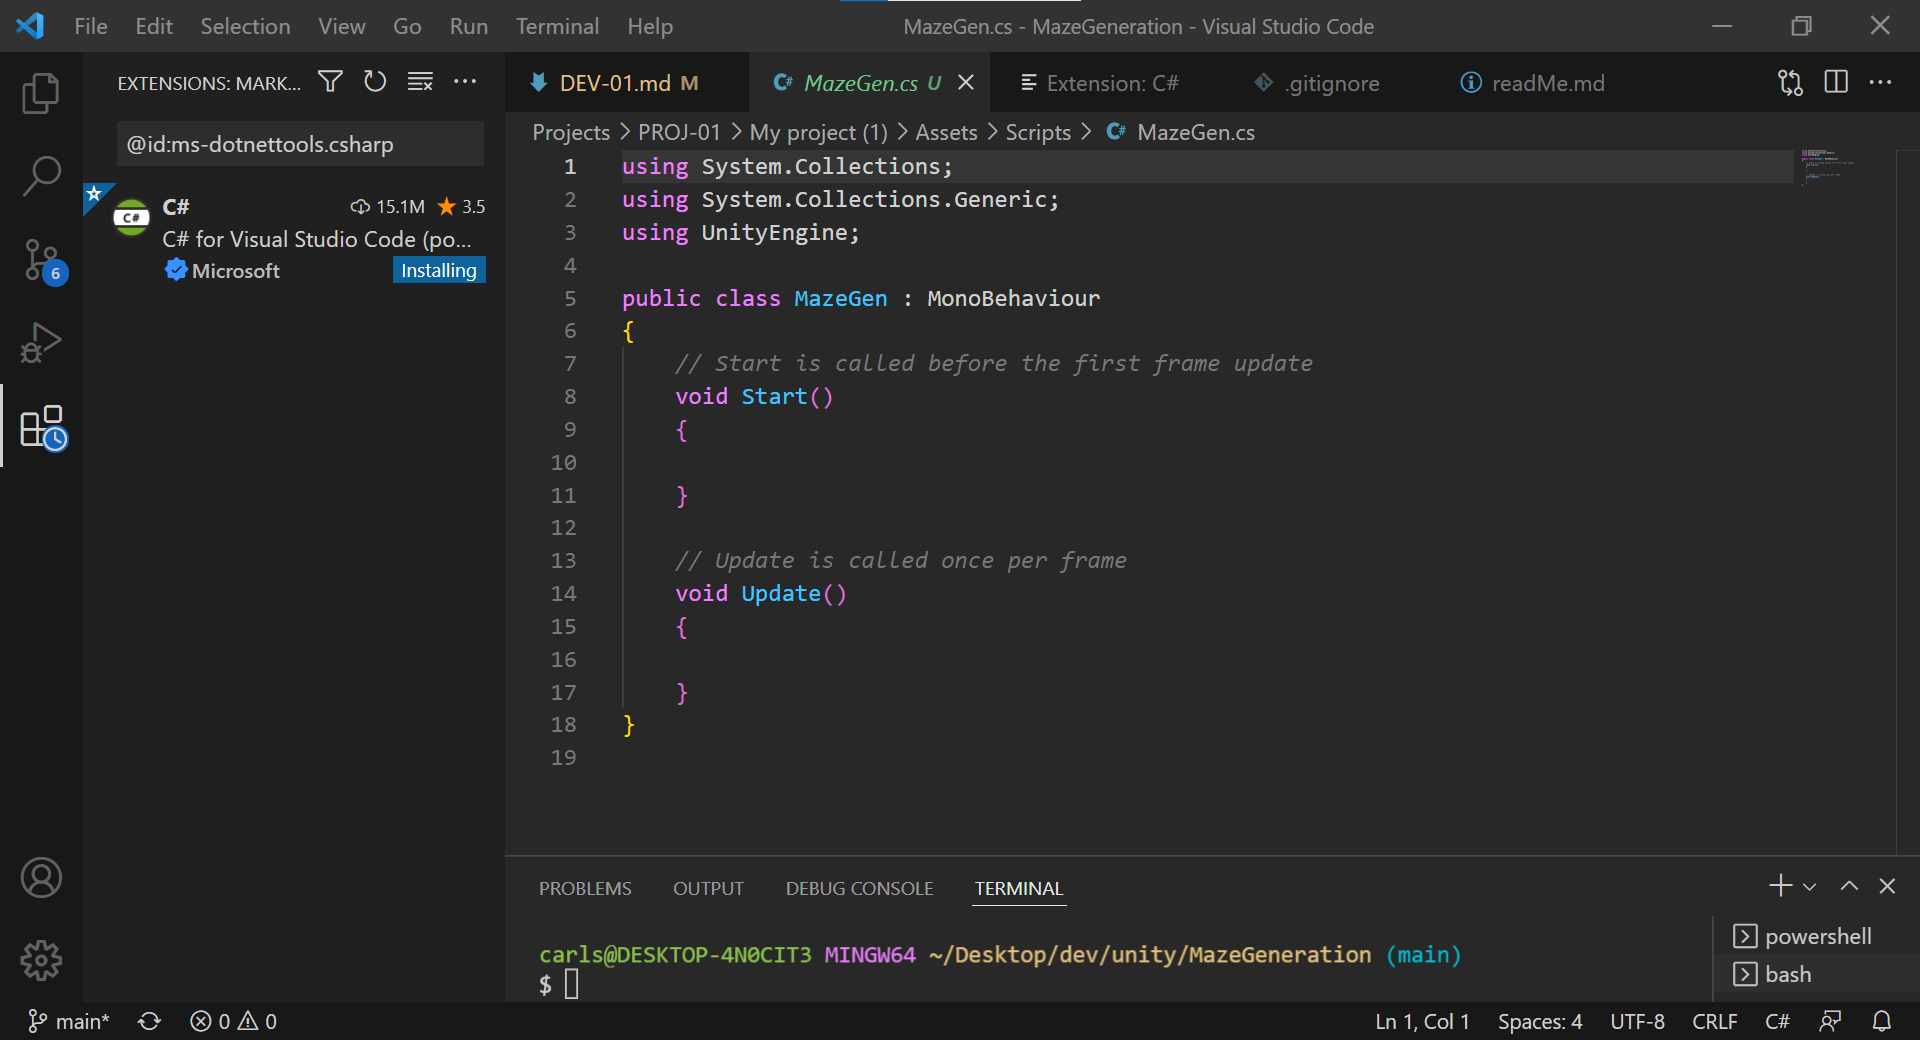 File Edit Selection View Go Run Terminal Help MazeGen.cs - MazeGeneration - Visual Studio Code
EXTENSIONS: MARK...
@id:ms-dotnettools.csharp
C# 15.1M 3.5
C# for Visual Studio Code (po...
Microsoft Installing
6
DEV-01.md M C# MazeGen.cs U Extension: C# .gitignore readMe.md
Projects > PROJ-01 > My project (1) > Assets > Scripts > C# MazeGen.cs
1 using System.Collections;
2 using System.Collections.Generic;
3 using UnityEngine;
4
5 public class MazeGen : MonoBehaviour
6 {
7 // Start is called before the first frame update
8 void Start()
9 {
10
11 }
12
13 // Update is called once per frame
14 void Update()
15 {
16
17 }
18 }
19
PROBLEMS OUTPUT DEBUG CONSOLE TERMINAL
carls@DESKTOP-4N0CIT3 MINGW64 ~/Desktop/dev/unity/MazeGeneration (main)
$
powershell
bash
main* 0 0 Ln 1, Col 1 Spaces: 4 UTF-8 CRLF C#